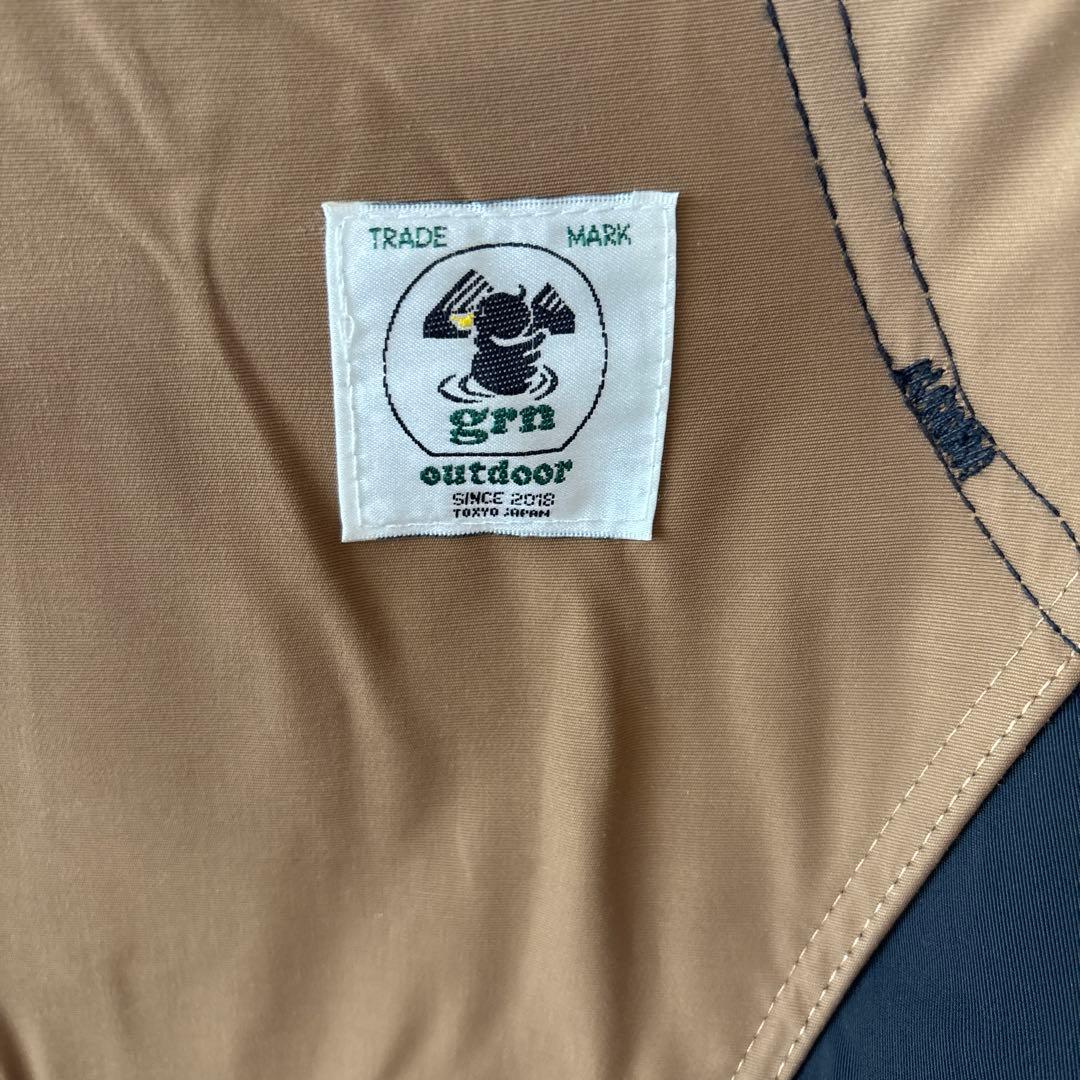 TRADE MARK
grn
outdoor
SINCE 2018
TOKYO JAPAN